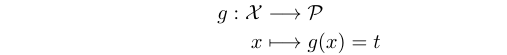 g : 𝒳 ⟶ 𝒫
x ⟼ g(x) = t